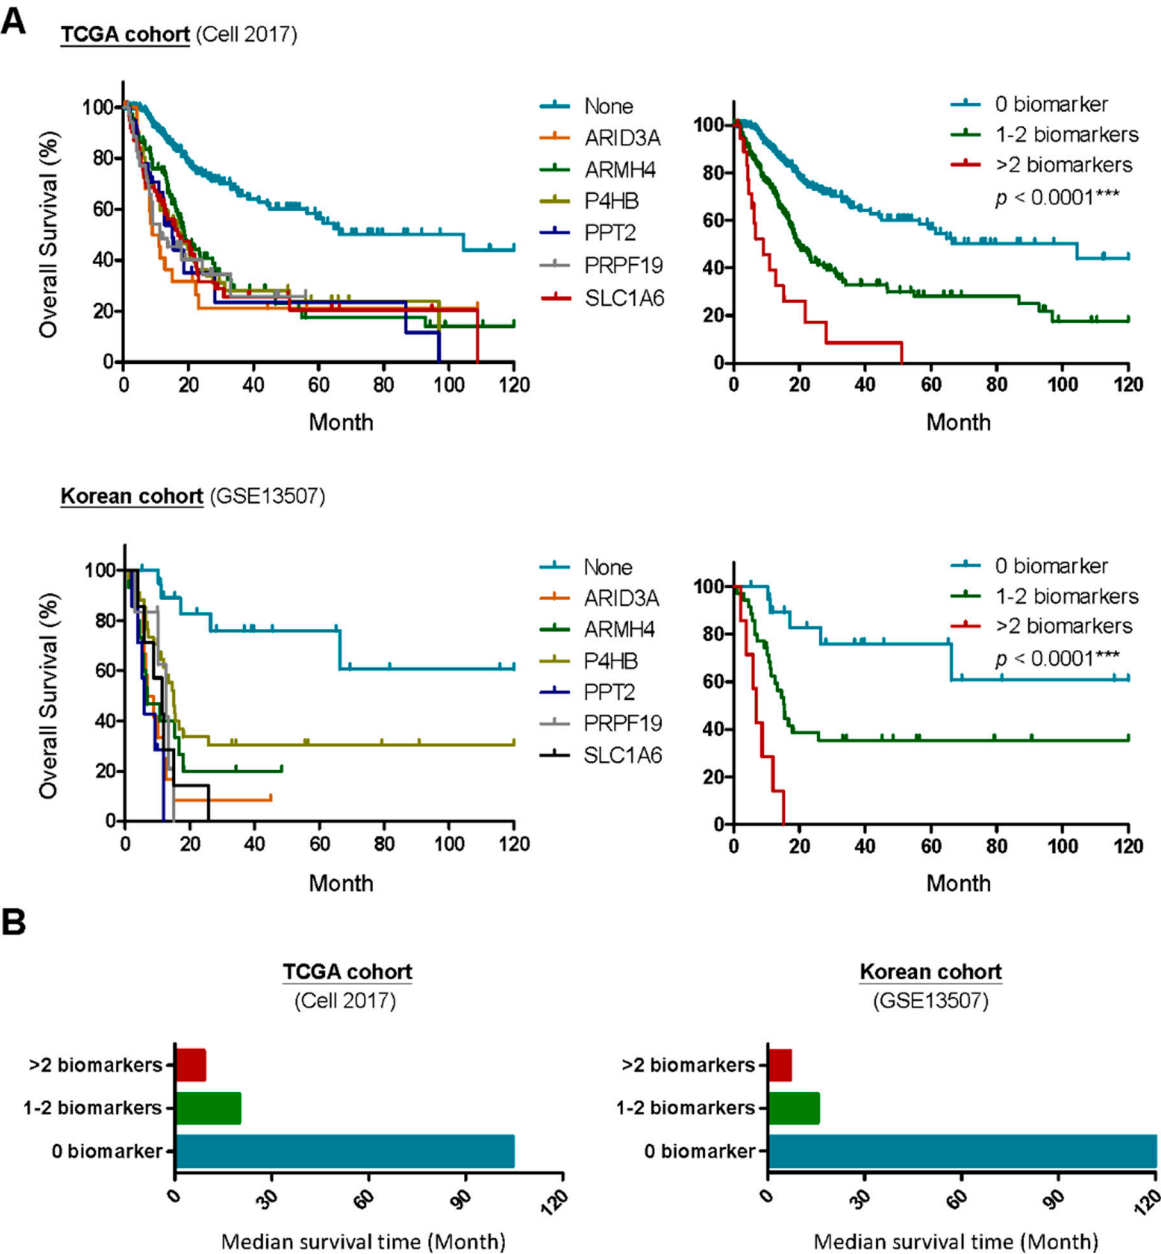 A
TCGA cohort (Cell 2017)
Overall Survival (%)
100
80
60
40
20
0
0 20 40 60 80 100 120
Month
None
ARID3A
ARMH4
P4HB
PPT2
PRPF19
SLC1A6
100
80
60
40
20
0
0 20 40 60 80 100 120
Month
0 biomarker
1-2 biomarkers
>2 biomarkers
p < 0.0001***
Korean cohort (GSE13507)
Overall Survival (%)
100
80
60
40
20
0
0 20 40 60 80 100 120
Month
None
ARID3A
ARMH4
P4HB
PPT2
PRPF19
SLC1A6
100
80
60
40
20
0
0 20 40 60 80 100 120
Month
0 biomarker
1-2 biomarkers
>2 biomarkers
p < 0.0001***
B
TCGA cohort
(Cell 2017)
>2 biomarkers
1-2 biomarkers
0 biomarker
0 30 60 90 120
Median survival time (Month)
Korean cohort
(GSE13507)
>2 biomarkers
1-2 biomarkers
0 biomarker
0 30 60 90 120
Median survival time (Month)